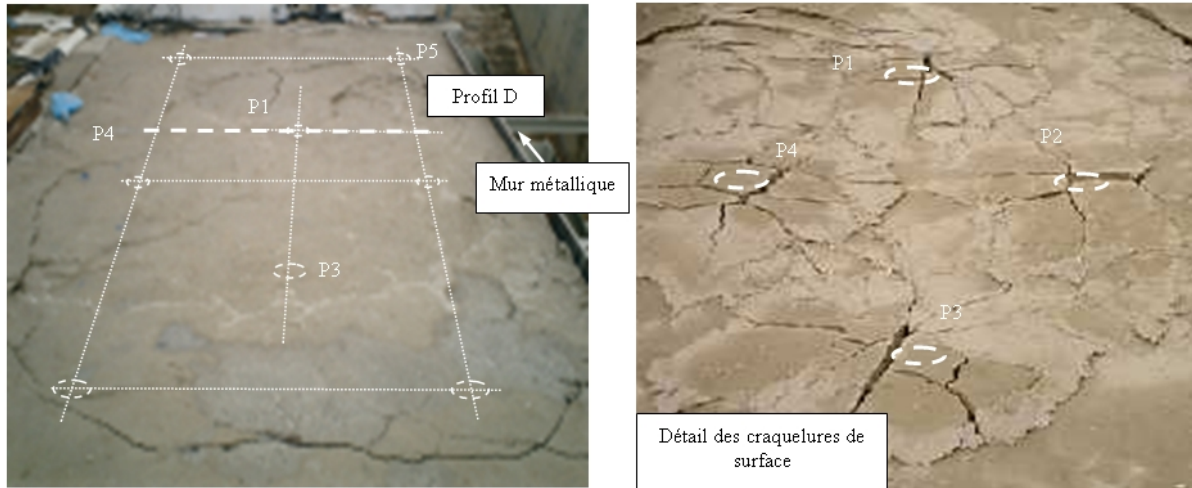 P5
Profil D
P1
P4
Mur métallique
P3
P1
P2
P4
P3
Détail des craquelures de
surface